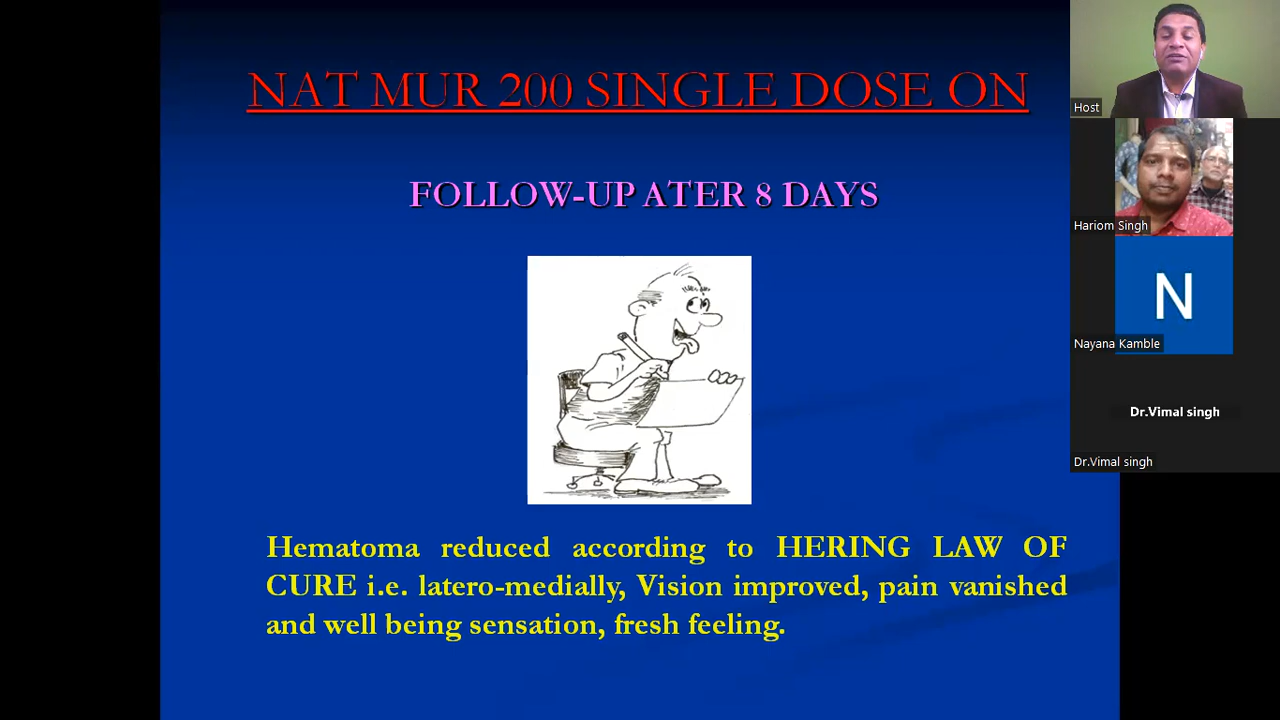 NAT MUR 200 SINGLE DOSE ON
FOLLOW-UP ATER 8 DAYS
Hematoma reduced according to HERING LAW OF
CURE i.e. latero-medially, Vision improved, pain vanished
and well being sensation, fresh feeling.
Host
Hariom Singh
N
Nayana Kamble
Dr.Vimal singh
Dr.Vimal singh